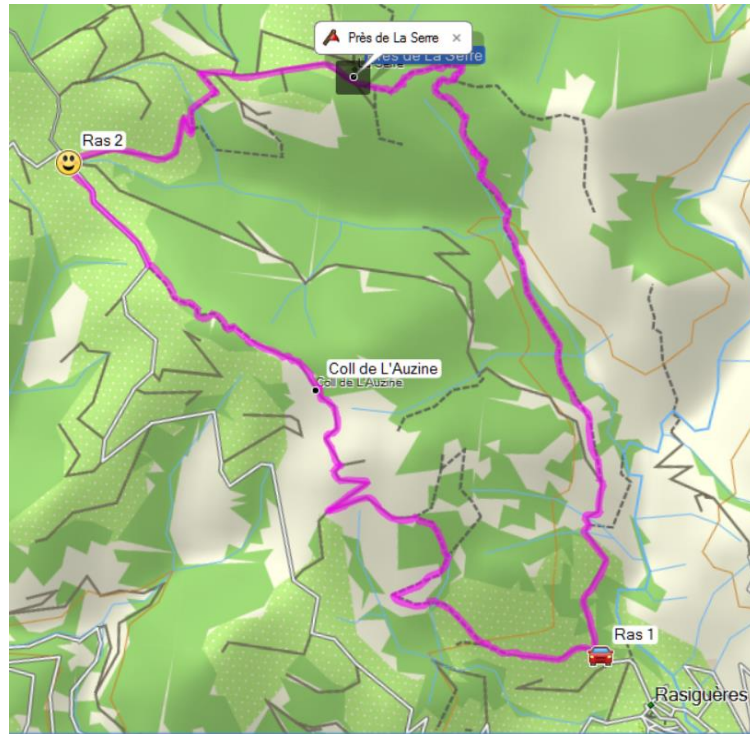 Près de La Serre ×
Près de La Serre
Ras 2
Coll de L'Auzine
Coll de L'Auzine
Ras 1
Rasiguères